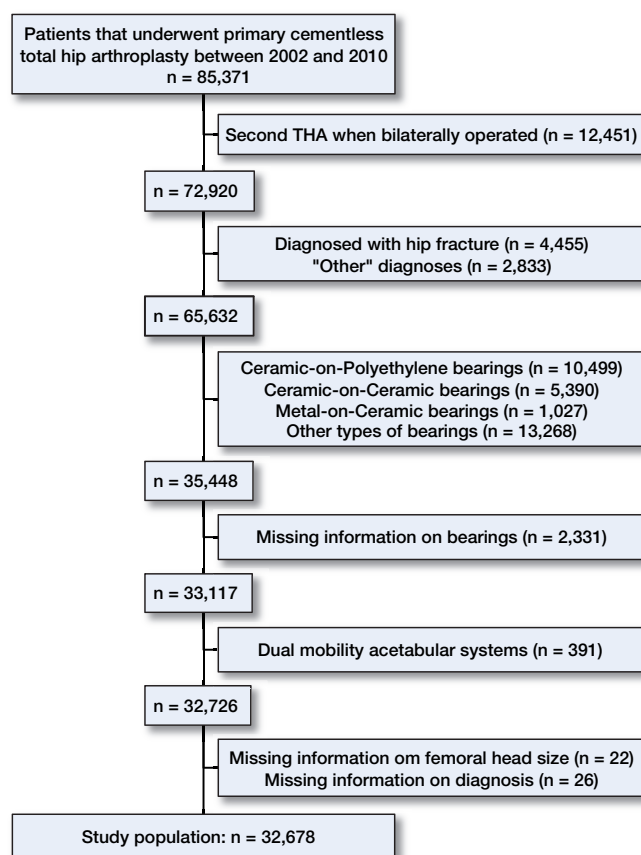 Patients that underwent primary cementless
total hip arthroplasty between 2002 and 2010
n = 85,371
Second THA when bilaterally operated (n = 12,451)
n = 72,920
Diagnosed with hip fracture (n = 4,455)
"Other" diagnoses (n = 2,833)
n = 65,632
Ceramic-on-Polyethylene bearings (n = 10,499)
Ceramic-on-Ceramic bearings (n = 5,390)
Metal-on-Ceramic bearings (n = 1,027)
Other types of bearings (n = 13,268)
n = 35,448
Missing information on bearings (n = 2,331)
n = 33,117
Dual mobility acetabular systems (n = 391)
n = 32,726
Missing information om femoral head size (n = 22)
Missing information on diagnosis (n = 26)
Study population: n = 32,678